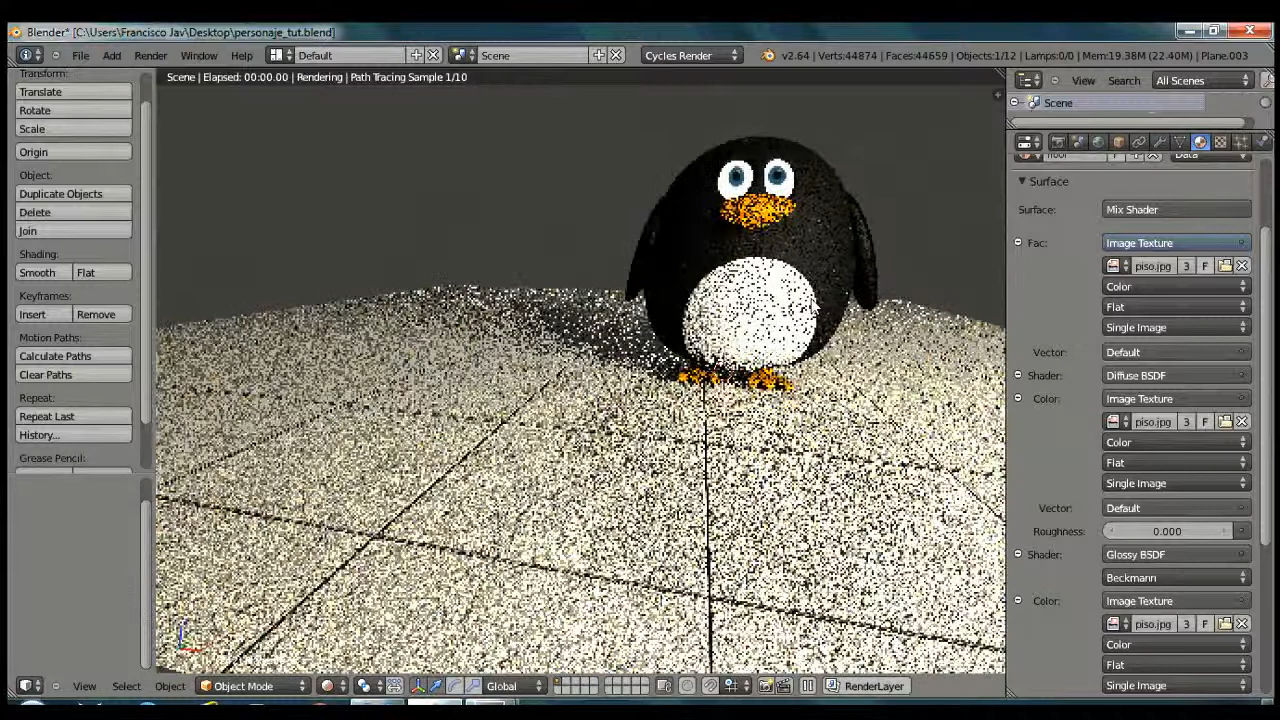 Blender* [C:\Users\Francisco Jav\Desktop\personaje_tut.blend]
File Add Render Window Help Default Scene Cycles Render v2.64 | Verts:44874 | Faces:44659 | Objects:1/12 | Lamps:0/0 | Mem:19.38M (22.40M) | Plane.003
Scene | Elapsed: 00:00.00 | Rendering | Path Tracing Sample 1/10
Transform:
Translate
Rotate
Scale
Origin
Object:
Duplicate Objects
Delete
Join
Shading:
Smooth Flat
Keyframes:
Insert Remove
Motion Paths:
Calculate Paths
Clear Paths
Repeat:
Repeat Last
History...
Grease Pencil:
View Search All Scenes
Scene
floor F Data
Surface
Surface: Mix Shader
Fac: Image Texture
piso.jpg 3 F
Color
Flat
Single Image
Vector: Default
Shader: Diffuse BSDF
Color: Image Texture
piso.jpg 3 F
Color
Flat
Single Image
Vector: Default
Roughness: 0.000
Shader: Glossy BSDF
Beckmann
Color: Image Texture
piso.jpg 3 F
Color
Flat
Single Image
View Select Object Object Mode Global RenderLayer